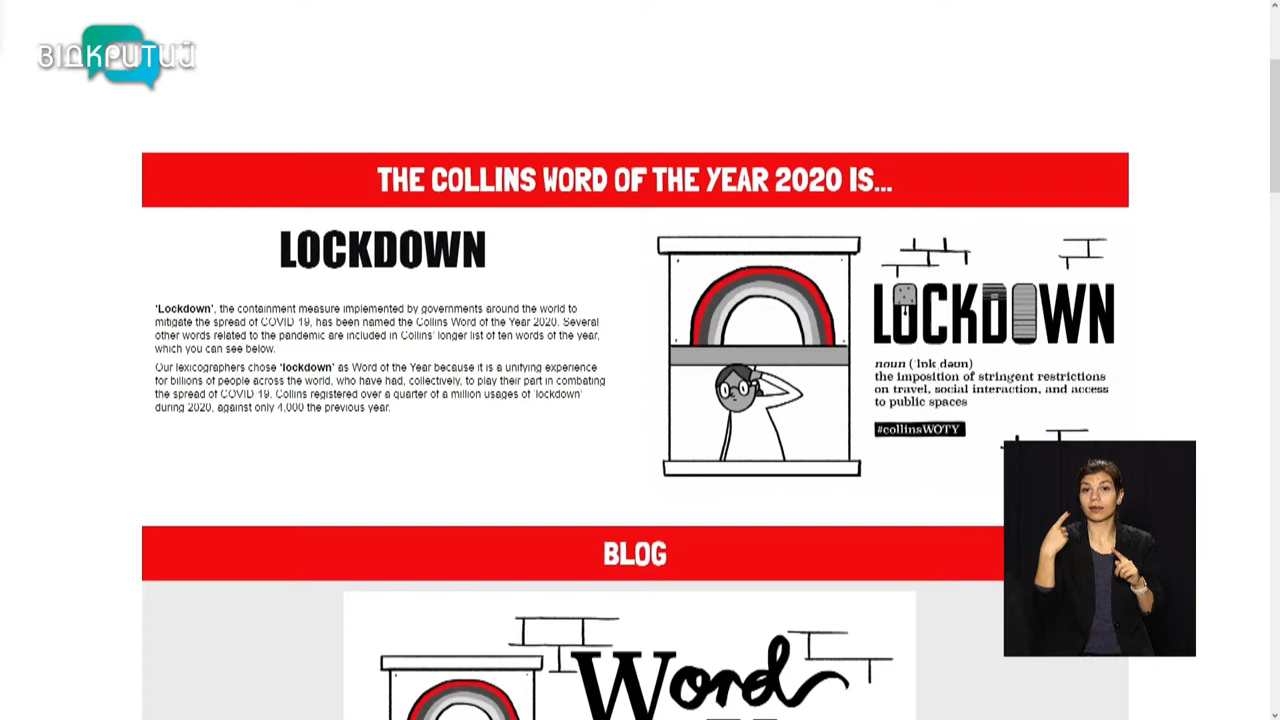 ВІДКРИТИЙ
THE COLLINS WORD OF THE YEAR 2020 IS...
LOCKDOWN
‘Lockdown’, the containment measure implemented by governments around the world to
mitigate the spread of COVID 19, has been named the Collins Word of the Year 2020. Several
other words related to the pandemic are included in Collins’ longer list of ten words of the year,
which you can see below.
Our lexicographers chose ‘lockdown’ as Word of the Year because it is a unifying experience
for billions of people across the world, who have had, collectively, to play their part in combating
the spread of COVID 19. Collins registered over a quarter of a million usages of ‘lockdown’
during 2020, against only 4,000 the previous year.
LOCKDOWN
noun (ˈlɒkˌdaʊn)
the imposition of stringent restrictions
on travel, social interaction, and access
to public spaces
#collinsWOTY
BLOG
Word